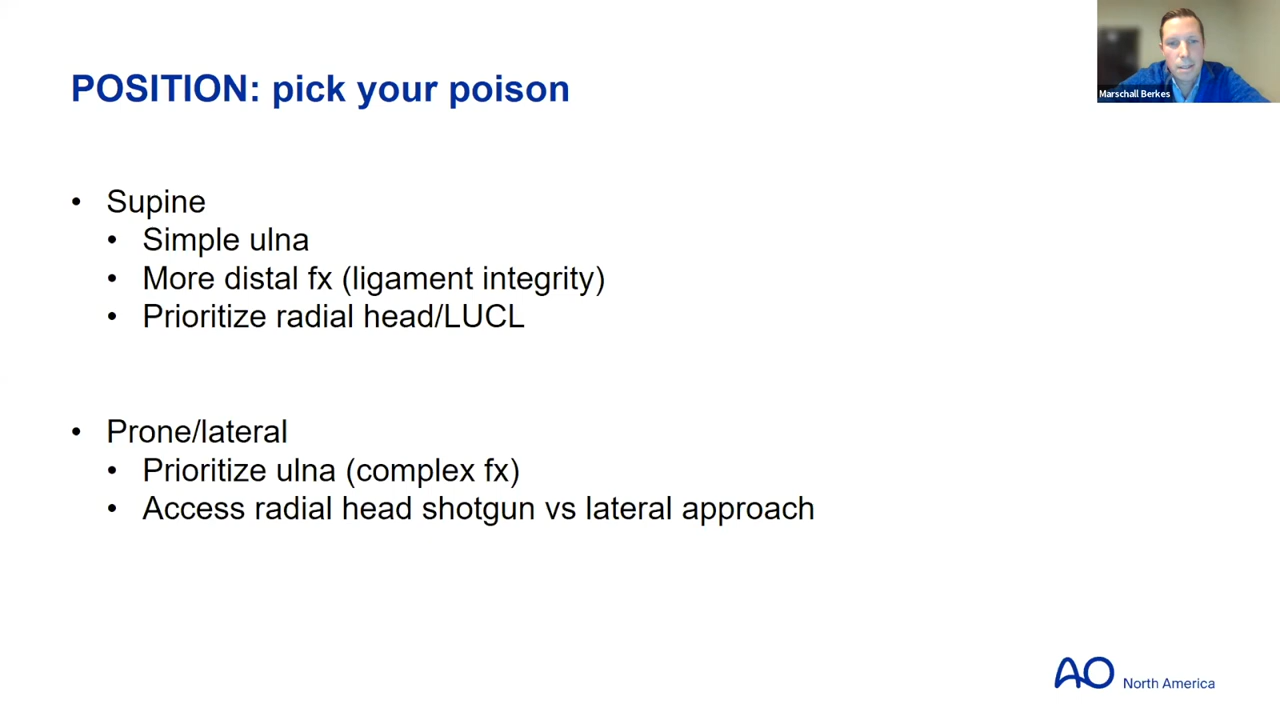 Marschall Berkes
POSITION: pick your poison
• Supine
• Simple ulna
• More distal fx (ligament integrity)
• Prioritize radial head/LUCL
• Prone/lateral
• Prioritize ulna (complex fx)
• Access radial head shotgun vs lateral approach
AO North America